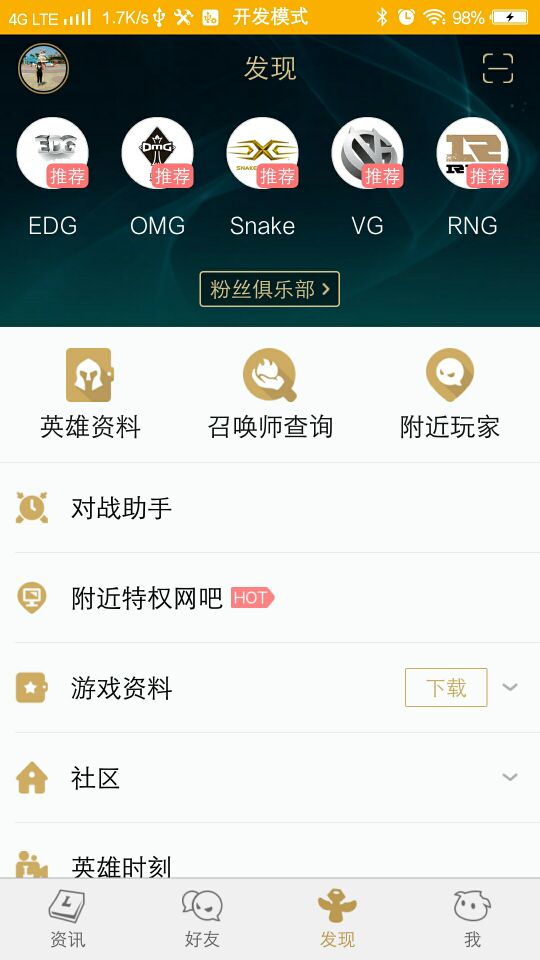 4G LTE 1.7K/s 开发模式 98%
发现
EDG OMG SNAKE
推荐 推荐 推荐 推荐 推荐
EDG OMG Snake VG RNG
粉丝俱乐部
英雄资料 召唤师查询 附近玩家
对战助手
附近特权网吧 HOT
游戏资料 下载
社区
英雄时刻
资讯 好友 发现 我